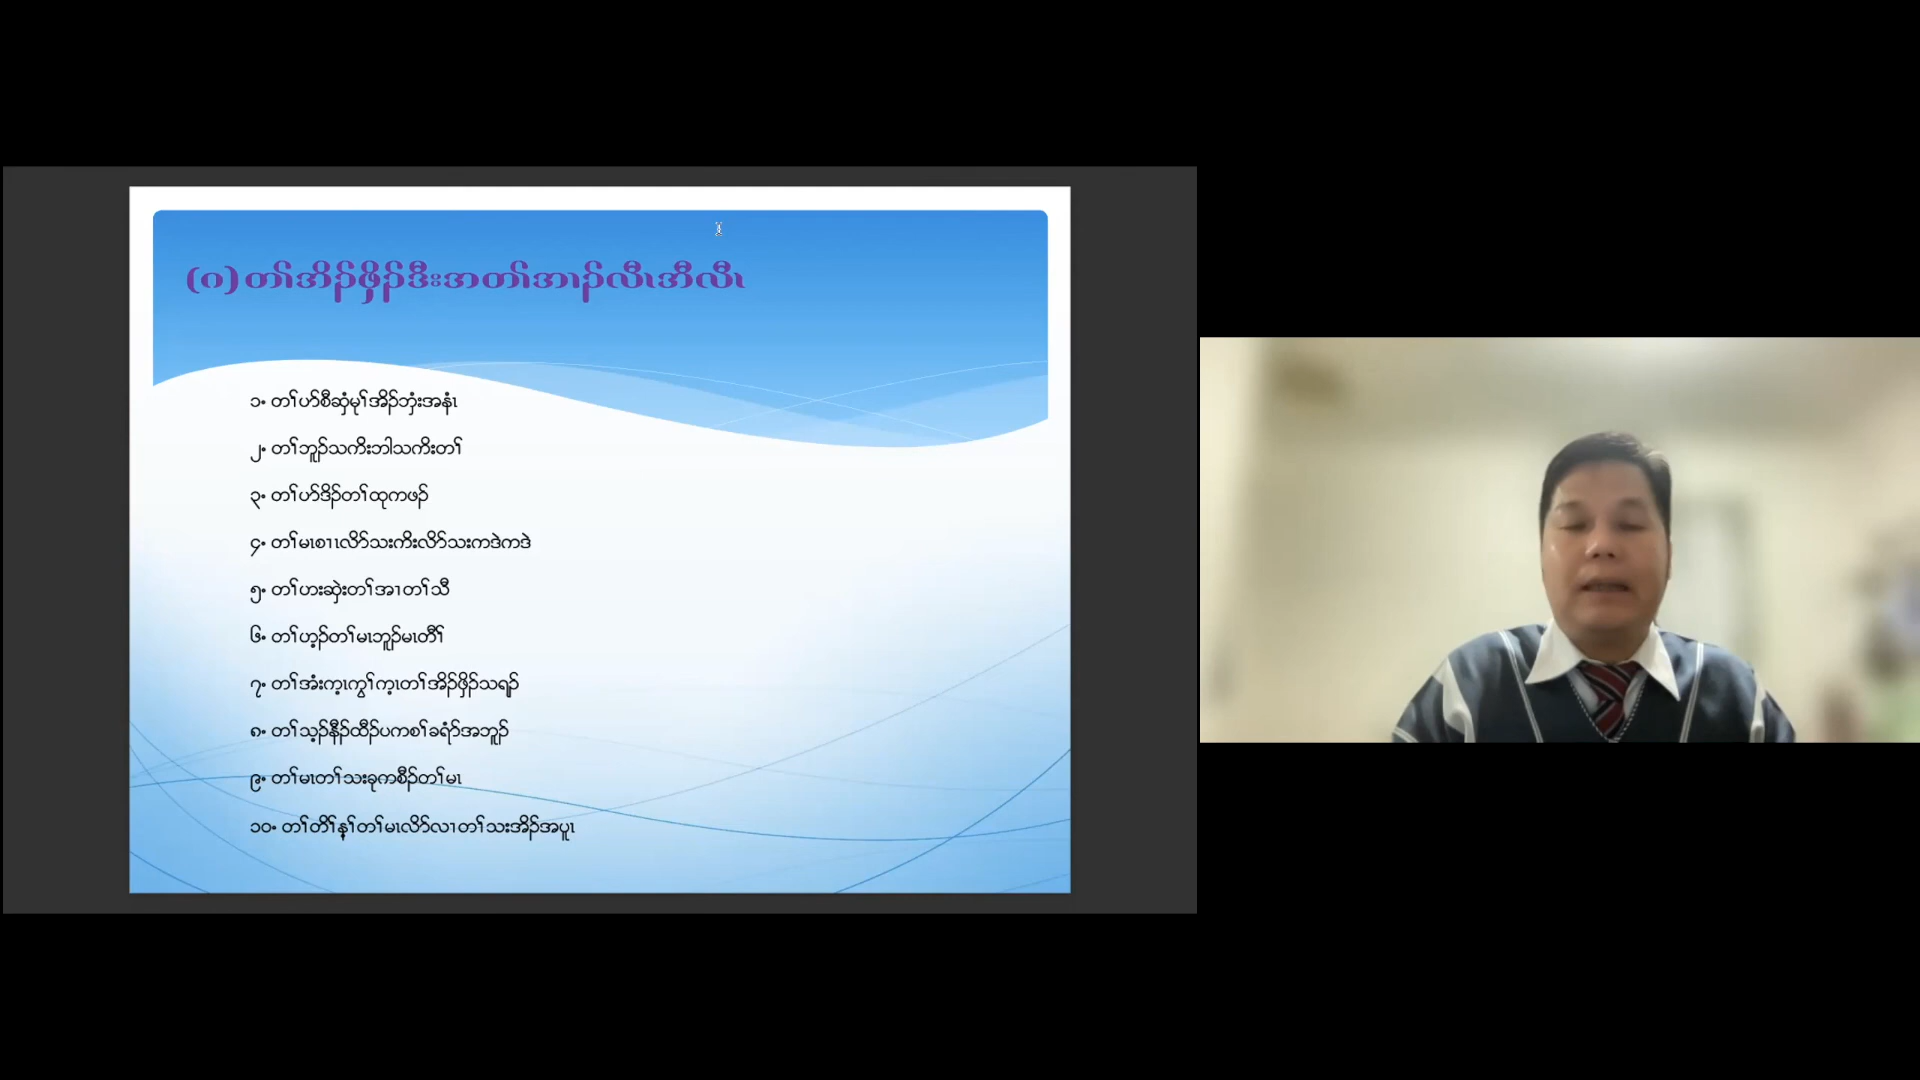 (ဂ) တၢ်အိၣ်ဖှိၣ်ဒီးအတၢ်အၢၣ်လီၤအီလီၤ
၁. တၢ်ဟ်စီဆှံမုၢ်အိၣ်ဘှံးအနံၤ
၂. တၢ်ဘူၣ်သကိးဘါသကိးတၢ်
၃. တၢ်ဟ်ဒိၣ်တၢ်ထုကဖၣ်
၄. တၢ်မၤစၢၤလိာ်သးကိးလိာ်သးကဒဲကဒဲ
၅. တၢ်ဟးဆှဲးတၢ်အၢတၢ်သီ
၆. တၢ်ဟ့ၣ်တၢ်မၤဘူၣ်မၤတီၢ်
၇. တၢ်အံးက့ၤကွၢ်က့ၤတၢ်အိၣ်ဖှိၣ်သရၣ်
၈. တၢ်သ့ၣ်နီၣ်ထီၣ်ပကစၢ်ခရံာ်အဘူၣ်
၉. တၢ်မၤတၢ်သးခုကစီၣ်တၢ်မၤ
၁၀. တၢ်တိၢ်န့ၢ်တၢ်မၤလိာ်လၢတၢ်သးအိၣ်အပူၤ